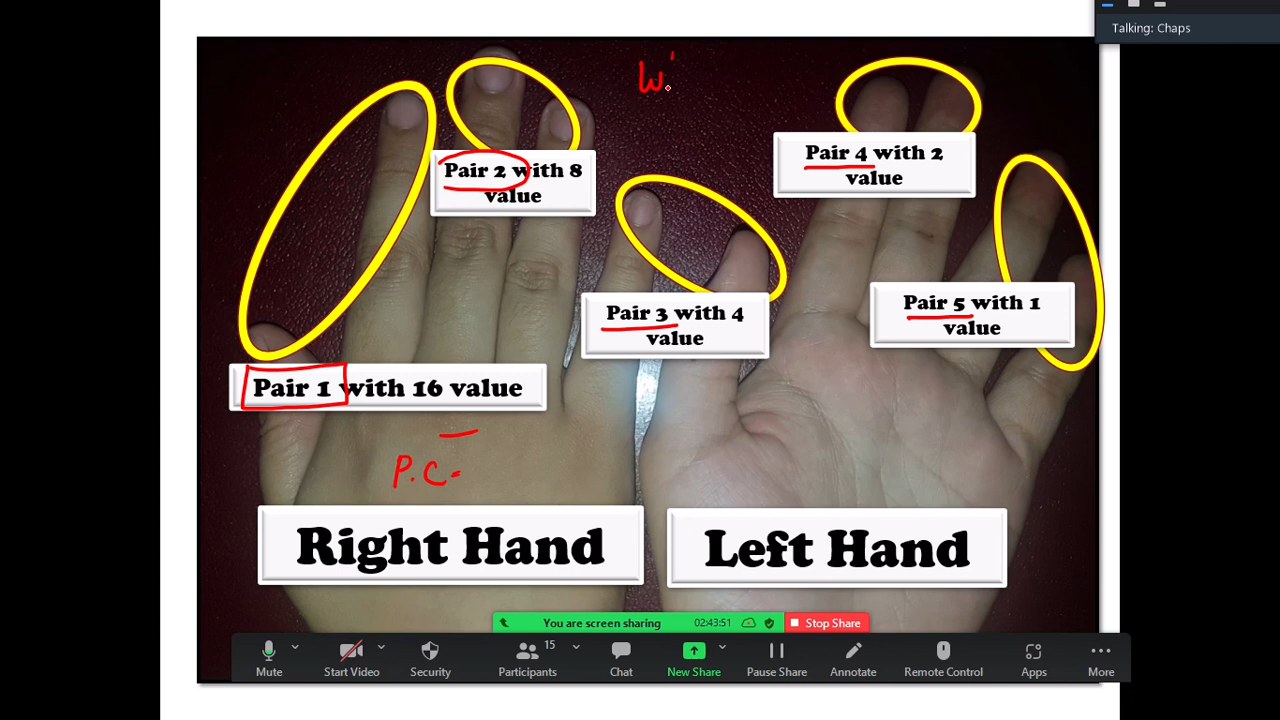 Talking: Chaps
W
Pair 2 with 8
value
Pair 4 with 2
value
Pair 3 with 4
value
Pair 5 with 1
value
Pair 1 with 16 value
P.C-
Right Hand
Left Hand
You are screen sharing
02:43:51
Stop Share
15
Mute
Start Video
Security
Participants
Chat
New Share
Pause Share
Annotate
Remote Control
Apps
More